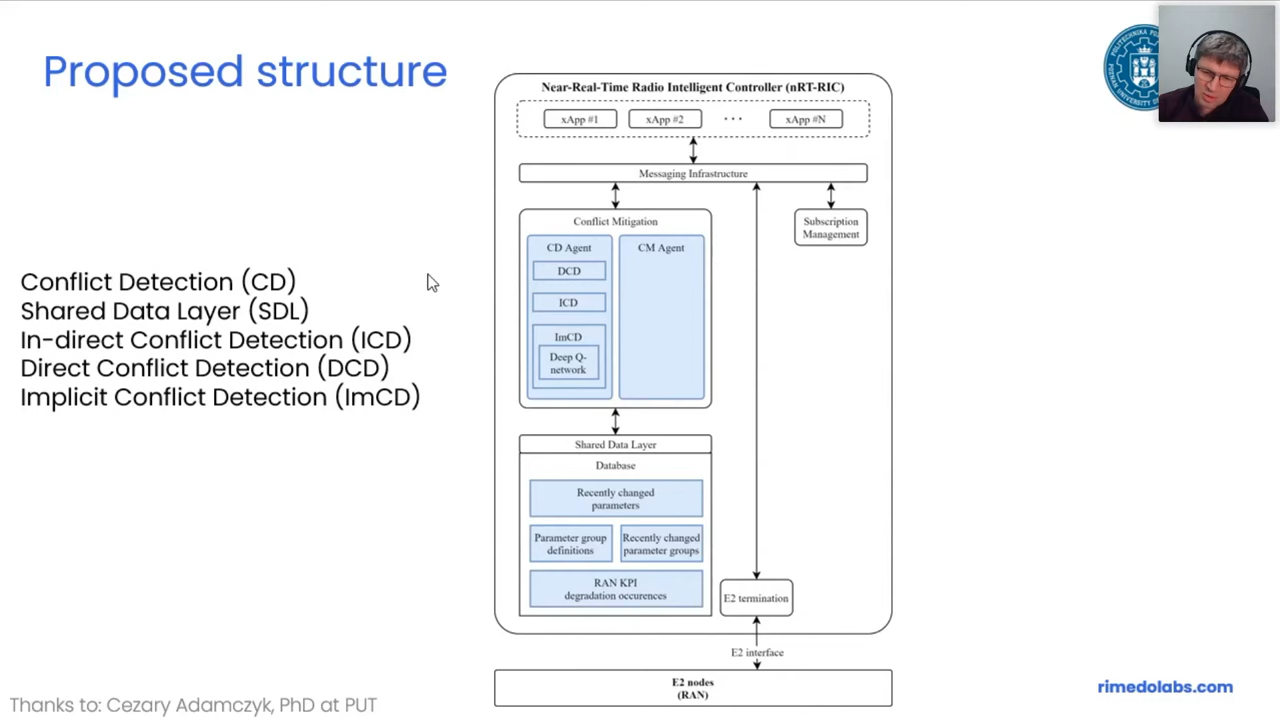 Proposed structure
Conflict Detection (CD)
Shared Data Layer (SDL)
In-direct Conflict Detection (ICD)
Direct Conflict Detection (DCD)
Implicit Conflict Detection (ImCD)
Near-Real-Time Radio Intelligent Controller (nRT-RIC)
xApp #1
xApp #2
...
xApp #N
Messaging Infrastructure
Conflict Mitigation
CD Agent
DCD
ICD
ImCD
Deep Q-
network
CM Agent
Subscription
Management
Shared Data Layer
Database
Recently changed
parameters
Parameter group
definitions
Recently changed
parameter groups
RAN KPI
degradation occurences
E2 termination
E2 interface
E2 nodes
(RAN)
Thanks to: Cezary Adamczyk, PhD at PUT
rimedolabs.com